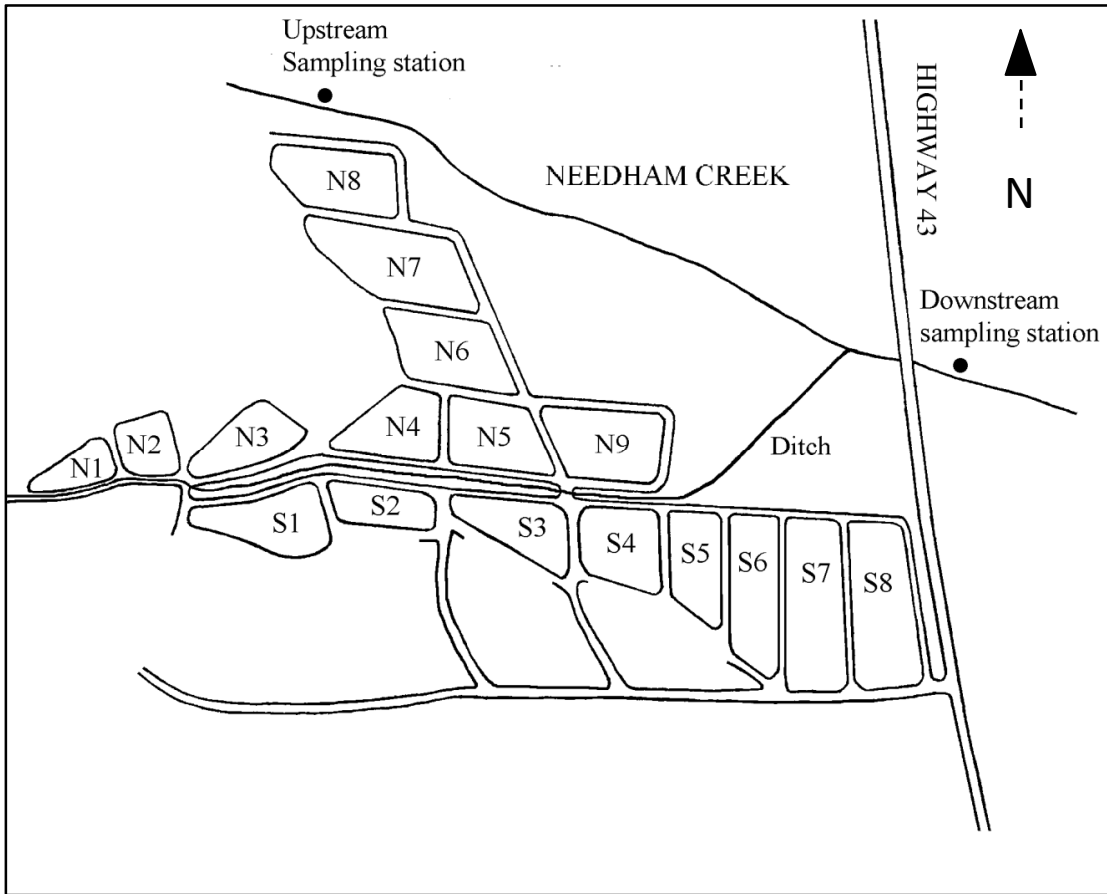 Upstream
Sampling station
HIGHWAY 43
N
NEEDHAM CREEK
N8
N7
Downstream
sampling station
N6
N4
N5
N9
N3
N2
N1
Ditch
S1
S2
S3
S4
S5
S6
S7
S8